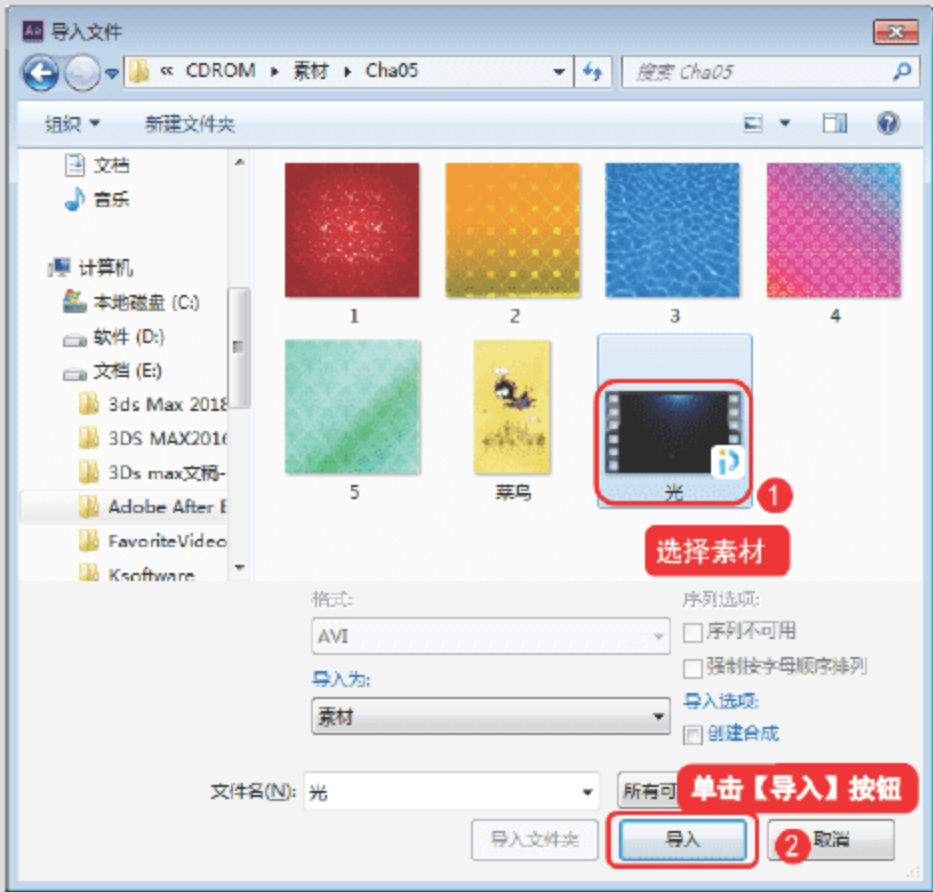 Ae 导入文件
« CDROM ▸ 素材 ▸ Cha05
搜索 Cha05
组织 新建文件夹
文档
音乐
计算机
本地磁盘 (C:)
软件 (D:)
文档 (E:)
3ds Max 2018
3DS MAX2016
3Ds max文稿-
Adobe After E
FavoriteVideo
Ksoftware
1 2 3 4
5 菜鸟 光
1
选择素材
格式:
AVI
导入为:
素材
序列选项:
序列不可用
强制按字母顺序排列
导入选项:
创建合成
文件名(N): 光
所有可
单击【导入】按钮
导入文件夹 导入 2 取消